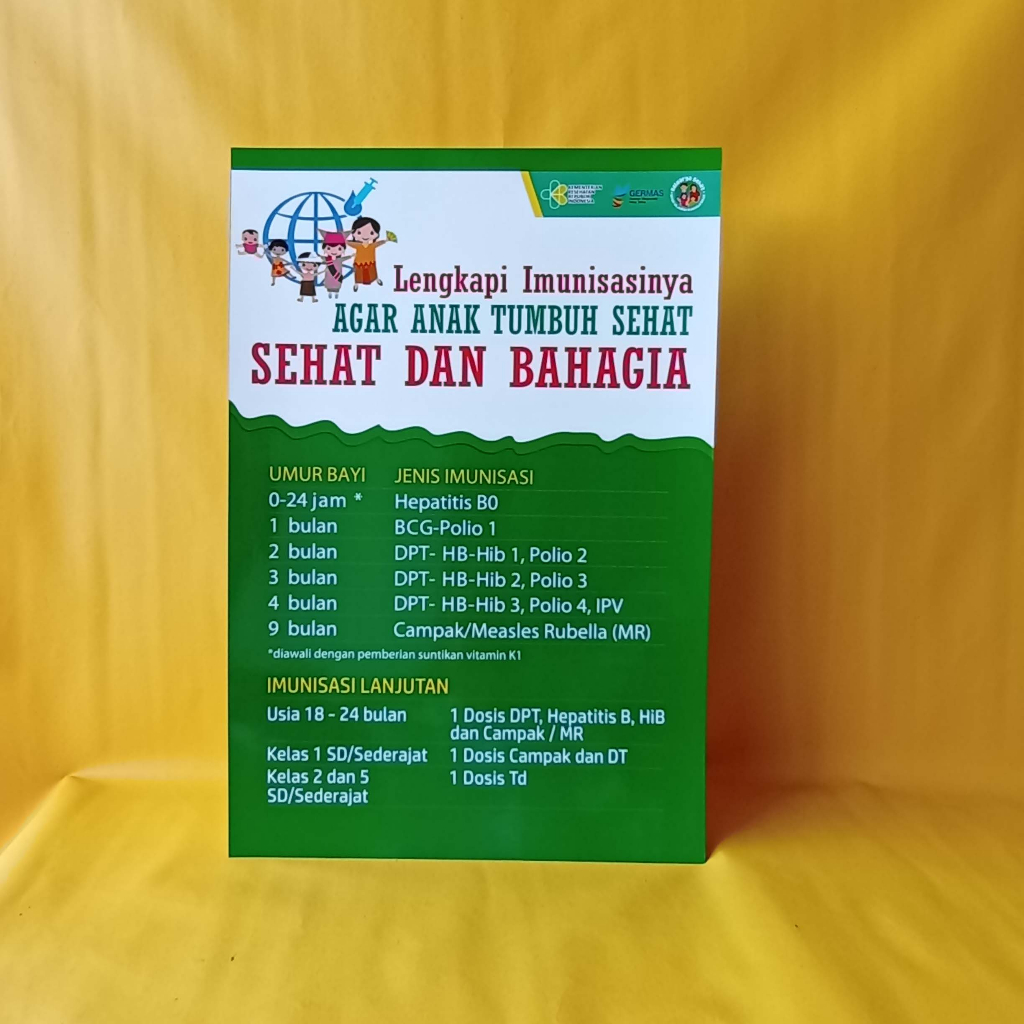 KEMENTERIAN
KESEHATAN
REPUBLIK
INDONESIA
GERMAS
Lengkapi Imunisasinya
AGAR ANAK TUMBUH SEHAT
SEHAT DAN BAHAGIA
UMUR BAYI JENIS IMUNISASI
0-24 jam * Hepatitis B0
1 bulan BCG-Polio 1
2 bulan DPT- HB-Hib 1, Polio 2
3 bulan DPT- HB-Hib 2, Polio 3
4 bulan DPT- HB-Hib 3, Polio 4, IPV
9 bulan Campak/Measles Rubella (MR)
*diawali dengan pemberian suntikan vitamin K1
IMUNISASI LANJUTAN
Usia 18 - 24 bulan 1 Dosis DPT, Hepatitis B, HiB
dan Campak / MR
Kelas 1 SD/Sederajat 1 Dosis Campak dan DT
Kelas 2 dan 5 1 Dosis Td
SD/Sederajat